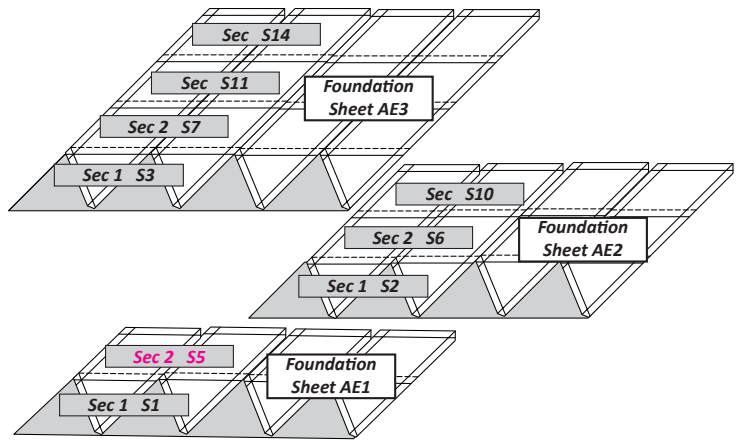 Sec S14
Sec S11
Foundation
Sheet AE3
Sec 2 S7
Sec 1 S3
Sec S10
Sec 2 S6
Foundation
Sheet AE2
Sec 1 S2
Sec 2 S5
Foundation
Sheet AE1
Sec 1 S1